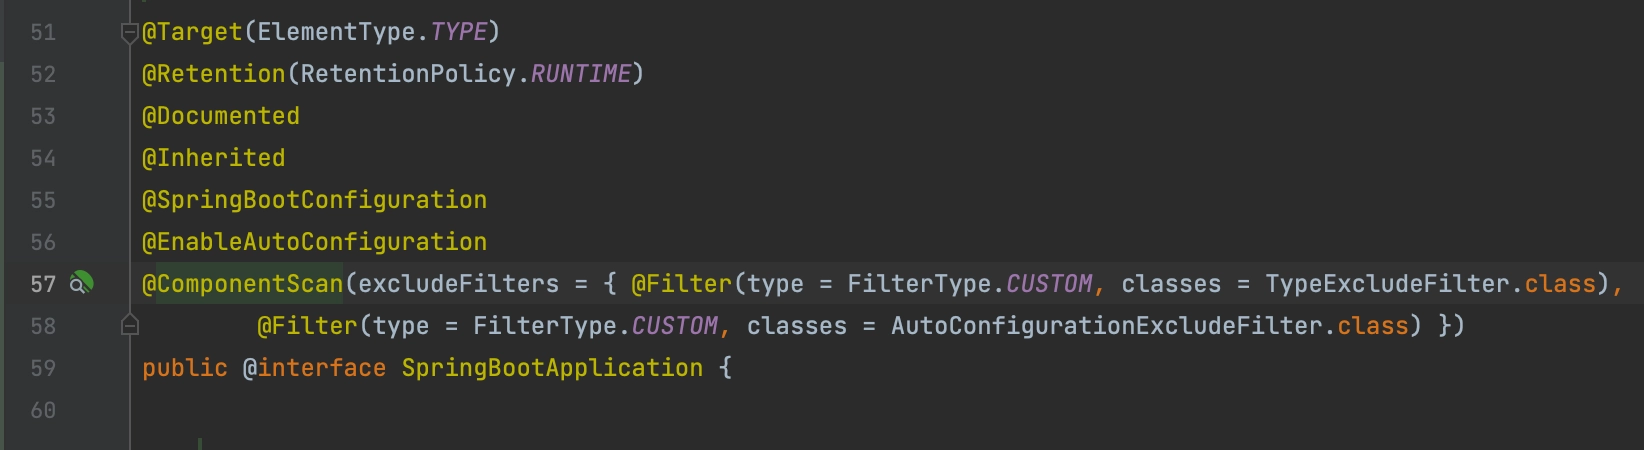 51 @Target(ElementType.TYPE)
52 @Retention(RetentionPolicy.RUNTIME)
53 @Documented
54 @Inherited
55 @SpringBootConfiguration
56 @EnableAutoConfiguration
57 @ComponentScan(excludeFilters = { @Filter(type = FilterType.CUSTOM, classes = TypeExcludeFilter.class),
58 @Filter(type = FilterType.CUSTOM, classes = AutoConfigurationExcludeFilter.class) })
59 public @interface SpringBootApplication {
60